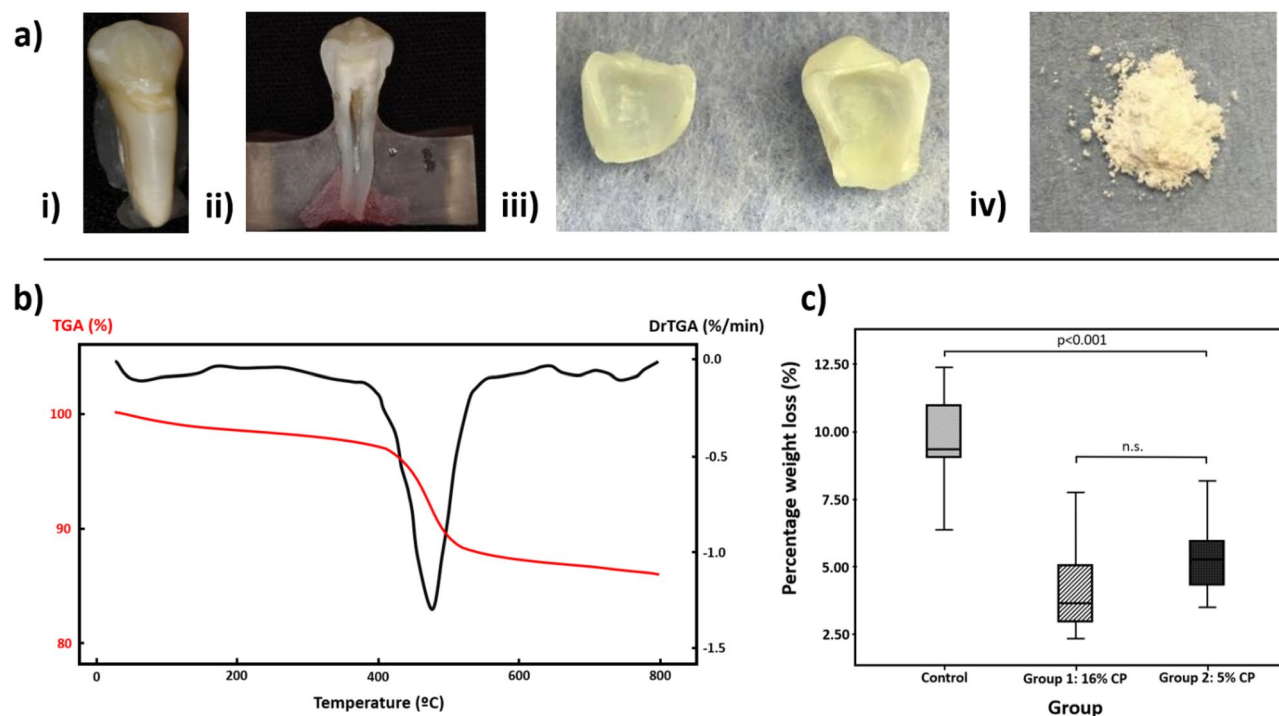 a)
i)
ii)
iii)
iv)
b)
TGA (%)
DrTGA (%/min)
100
90
80
0.0
-0.5
-1.0
-1.5
0
200
400
600
800
Temperature (ºC)
c)
Percentage weight loss (%)
12.50
10.00
7.50
5.00
2.50
p<0.001
n.s.
Control
Group 1: 16% CP
Group 2: 5% CP
Group